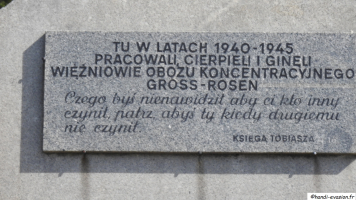 TU W LATACH 1940-1945
PRACOWALI, CIERPIELI I GINĘLI
WIĘŹNIOWIE OBOZU KONCENTRACYJNEGO
GROSS-ROSEN
Czego byś nienawidził aby ci kto inny
czynił, patrz abyś ty kiedy drugiemu
nie czynił.
KSIĘGA TOBIASZA
©handi-evasion.fr